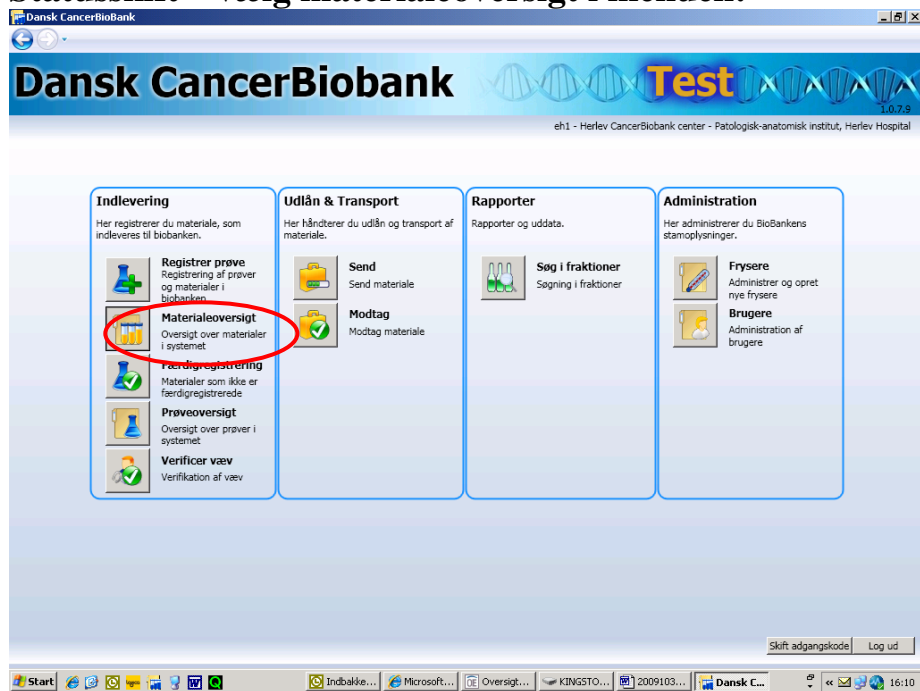 Dansk CancerBioBank
Dansk CancerBiobank
Test
1.0.7.9
eh1 - Herlev CancerBiobank center - Patologisk-anatomisk institut, Herlev Hospital
Indlevering
Her registrerer du materiale, som
indleveres til biobanken.
Registrer prøve
Registrering af prøver
og materialer i
biobanken
Materialeoversigt
Oversigt over materialer
i systemet
Færdigregistrering
Materialer som ikke er
færdigregistrerede
Prøveoversigt
Oversigt over prøver i
systemet
Verificer væv
Verifikation af væv
Udlån & Transport
Her håndterer du udlån og transport af
materiale.
Send
Send materiale
Modtag
Modtag materiale
Rapporter
Rapporter og uddata.
Søg i fraktioner
Søgning i fraktioner
Administration
Her administrerer du BioBankens
stamoplysninger.
Frysere
Administrer og opret
nye frysere
Brugere
Administration af
brugere
Skift adgangskode
Log ud
Start
Indbakke...
Microsoft...
Oversigt...
KINGSTO...
2009103...
Dansk C...
16:10